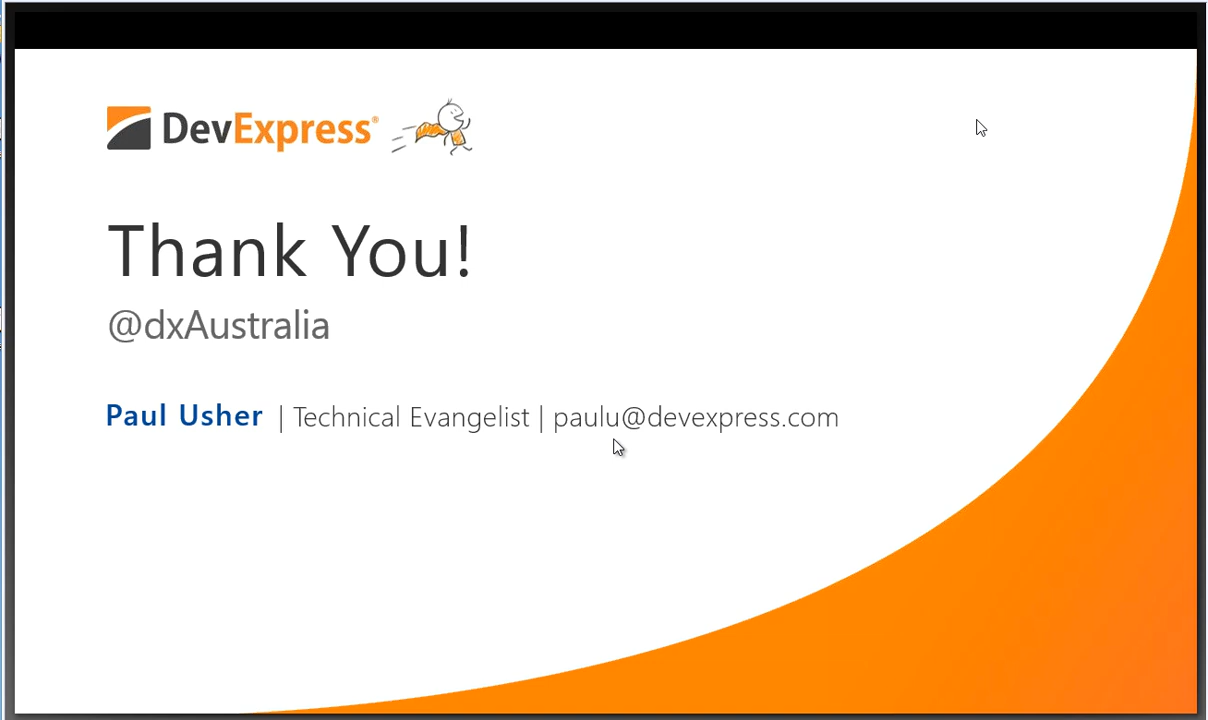 DevExpress®
Thank You!
@dxAustralia
Paul Usher | Technical Evangelist | paulu@devexpress.com